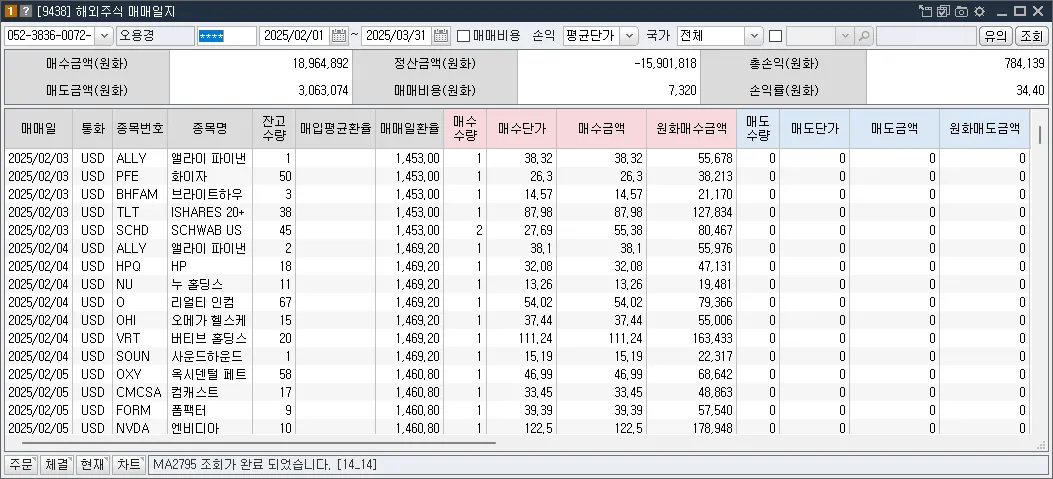 1 ? [9438] 해외주식 매매일지
052-3836-0072- 오용경 **** 2025/02/01 ~ 2025/03/31 매매비용 손익 평균단가 국가 전체 유의 조회
매수금액(원화) 18,964,892 정산금액(원화) -15,901,818 총손익(원화) 784,139
매도금액(원화) 3,063,074 매매비용(원화) 7,320 손익률(원화) 34,40
매매일 통화 종목번호 종목명 잔고수량 매입평균환율 매매일환율 매수수량 매수단가 매수금액 원화매수금액 매도수량 매도단가 매도금액 원화매도금액
2025/02/03 USD ALLY 앨라이 파이낸 1 1,453,00 1 38,32 38,32 55,678 0 0 0 0
2025/02/03 USD PFE 화이자 50 1,453,00 1 26,3 26,3 38,213 0 0 0 0
2025/02/03 USD BHFAM 브라이트하우 3 1,453,00 1 14,57 14,57 21,170 0 0 0 0
2025/02/03 USD TLT ISHARES 20+ 38 1,453,00 1 87,98 87,98 127,834 0 0 0 0
2025/02/03 USD SCHD SCHWAB US 45 1,453,00 2 27,69 55,38 80,467 0 0 0 0
2025/02/04 USD ALLY 앨라이 파이낸 2 1,469,20 1 38,1 38,1 55,976 0 0 0 0
2025/02/04 USD HPQ HP 18 1,469,20 1 32,08 32,08 47,131 0 0 0 0
2025/02/04 USD NU 누 홀딩스 11 1,469,20 1 13,26 13,26 19,481 0 0 0 0
2025/02/04 USD O 리얼티 인컴 67 1,469,20 1 54,02 54,02 79,366 0 0 0 0
2025/02/04 USD OHI 오메가 헬스케 15 1,469,20 1 37,44 37,44 55,006 0 0 0 0
2025/02/04 USD VRT 버티브 홀딩스 20 1,469,20 1 111,24 111,24 163,433 0 0 0 0
2025/02/04 USD SOUN 사운드하운드 1 1,469,20 1 15,19 15,19 22,317 0 0 0 0
2025/02/05 USD OXY 옥시덴털 페트 58 1,460,80 1 46,99 46,99 68,642 0 0 0 0
2025/02/05 USD CMCSA 컴캐스트 17 1,460,80 1 33,45 33,45 48,863 0 0 0 0
2025/02/05 USD FORM 폼팩터 9 1,460,80 1 39,39 39,39 57,540 0 0 0 0
2025/02/05 USD NVDA 엔비디아 10 1,460,80 1 122,5 122,5 178,948 0 0 0 0
주문 체결 현재 차트 MA2795 조회가 완료 되었습니다. [14_14]